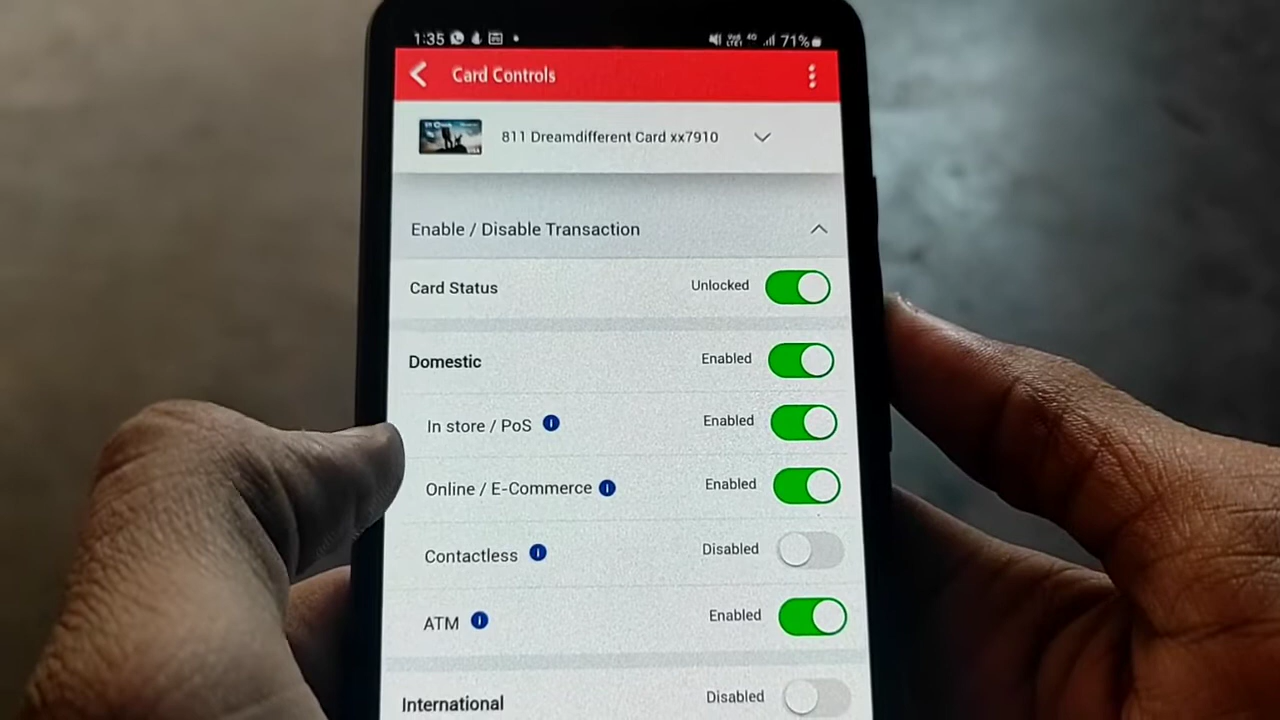 1:35 71%
Card Controls
811 Dreamdifferent Card xx7910
Enable / Disable Transaction
Card Status Unlocked
Domestic Enabled
In store / PoS Enabled
Online / E-Commerce Enabled
Contactless Disabled
ATM Enabled
International Disabled